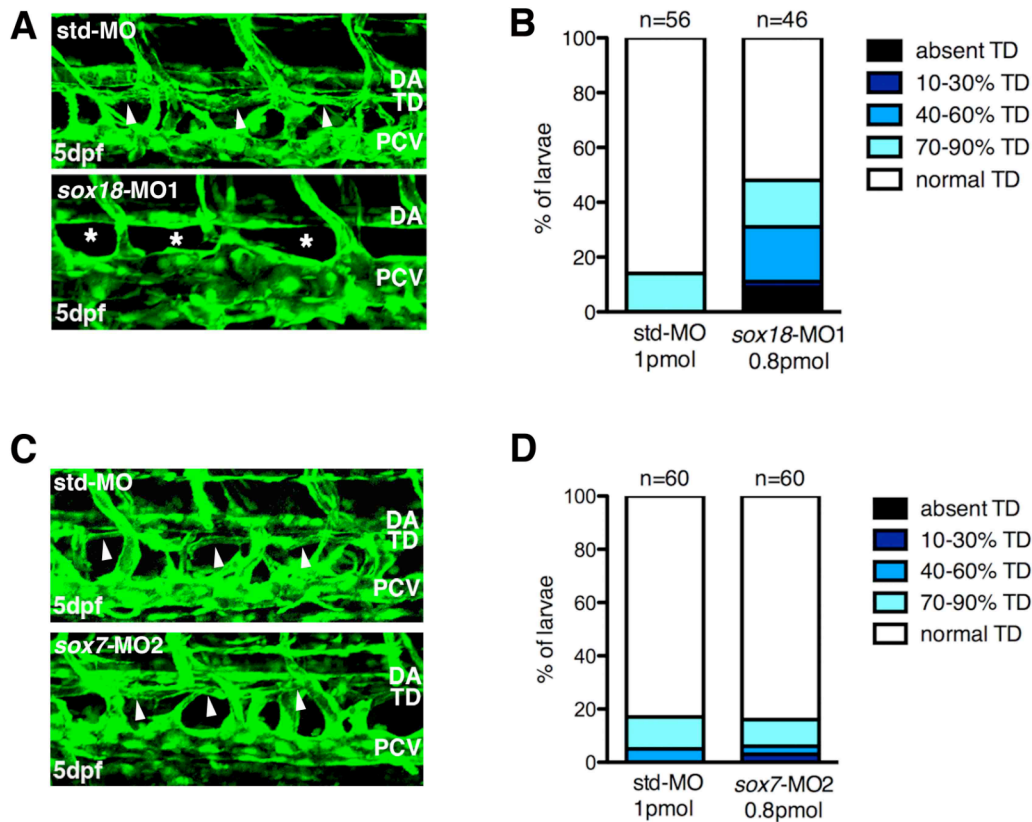 A
std-MO
DA
TD
PCV
5dpf
sox18-MO1
DA
PCV
5dpf
* * *
B
n=56 n=46
100
80
60
40
20
0
% of larvae
std-MO
1pmol
sox18-MO1
0.8pmol
absent TD
10-30% TD
40-60% TD
70-90% TD
normal TD
C
std-MO
DA
TD
PCV
5dpf
sox7-MO2
DA
TD
PCV
5dpf
D
n=60 n=60
100
80
60
40
20
0
% of larvae
std-MO
1pmol
sox7-MO2
0.8pmol
absent TD
10-30% TD
40-60% TD
70-90% TD
normal TD